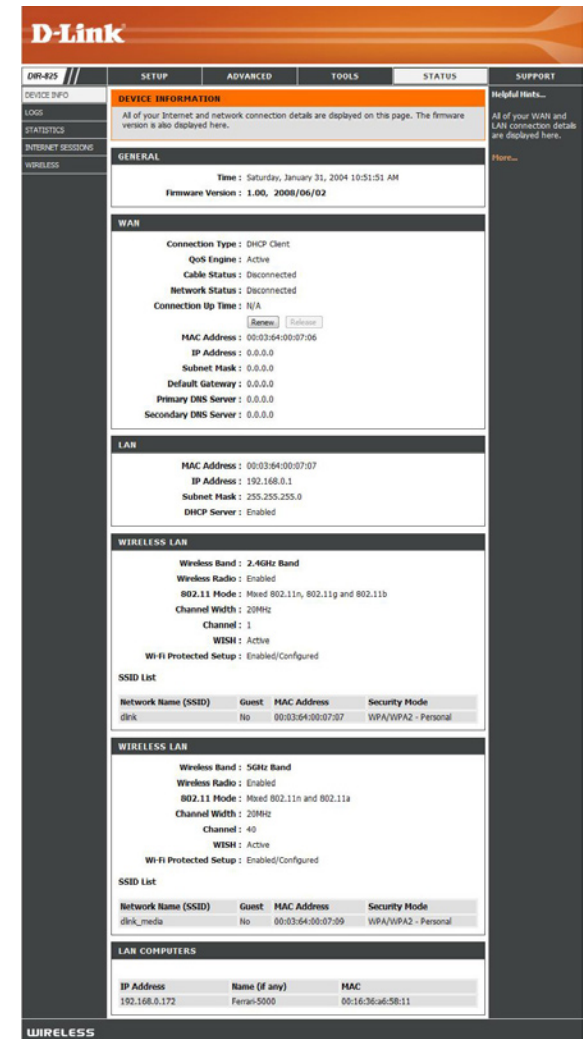 D-Link
DIR-825 SETUP ADVANCED TOOLS STATUS SUPPORT
DEVICE INFO
LOGS
STATISTICS
INTERNET SESSIONS
WIRELESS
DEVICE INFORMATION
All of your Internet and network connection details are displayed on this page. The firmware
version is also displayed here.
GENERAL
Time : Saturday, January 31, 2004 10:51:51 AM
Firmware Version : 1.00, 2008/06/02
WAN
Connection Type : DHCP Client
QoS Engine : Active
Cable Status : Disconnected
Network Status : Disconnected
Connection Up Time : N/A
Renew Release
MAC Address : 00:03:64:00:07:06
IP Address : 0.0.0.0
Subnet Mask : 0.0.0.0
Default Gateway : 0.0.0.0
Primary DNS Server : 0.0.0.0
Secondary DNS Server : 0.0.0.0
LAN
MAC Address : 00:03:64:00:07:07
IP Address : 192.168.0.1
Subnet Mask : 255.255.255.0
DHCP Server : Enabled
WIRELESS LAN
Wireless Band : 2.4GHz Band
Wireless Radio : Enabled
802.11 Mode : Mixed 802.11n, 802.11g and 802.11b
Channel Width : 20MHz
Channel : 1
WISH : Active
Wi-Fi Protected Setup : Enabled/Configured
SSID List
Network Name (SSID) Guest MAC Address Security Mode
dlink No 00:03:64:00:07:07 WPA/WPA2 - Personal
WIRELESS LAN
Wireless Band : 5GHz Band
Wireless Radio : Enabled
802.11 Mode : Mixed 802.11n and 802.11a
Channel Width : 20MHz
Channel : 40
WISH : Active
Wi-Fi Protected Setup : Enabled/Configured
SSID List
Network Name (SSID) Guest MAC Address Security Mode
dlink_media No 00:03:64:00:07:09 WPA/WPA2 - Personal
LAN COMPUTERS
IP Address Name (if any) MAC
192.168.0.172 Ferrari-5000 00:16:36:a6:58:11
Helpful Hints...
All of your WAN and
LAN connection details
are displayed here.
More...
WIRELESS